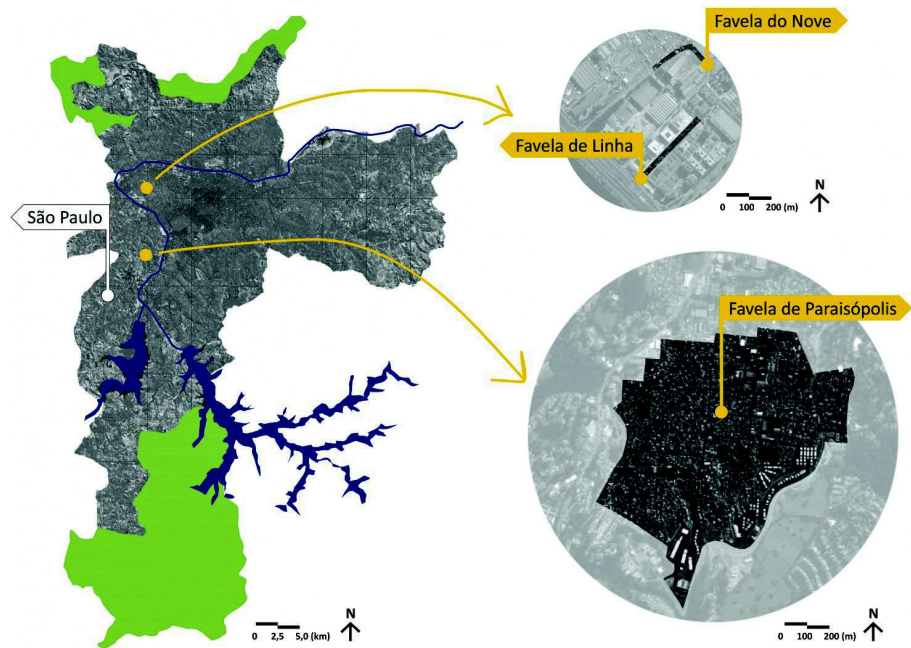 Favela do Nove
Favela de Linha
N
0 100 200 (m)
São Paulo
Favela de Paraisópolis
N
0 2,5 5,0 (km)
N
0 100 200 (m)